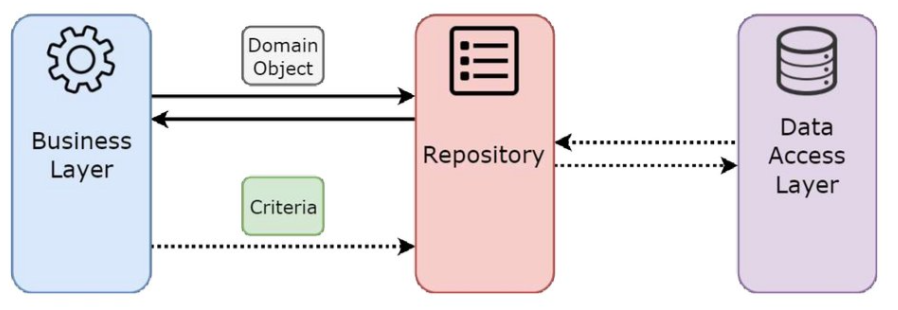 Domain
Object
Business
Layer
Criteria
Repository
Data
Access
Layer